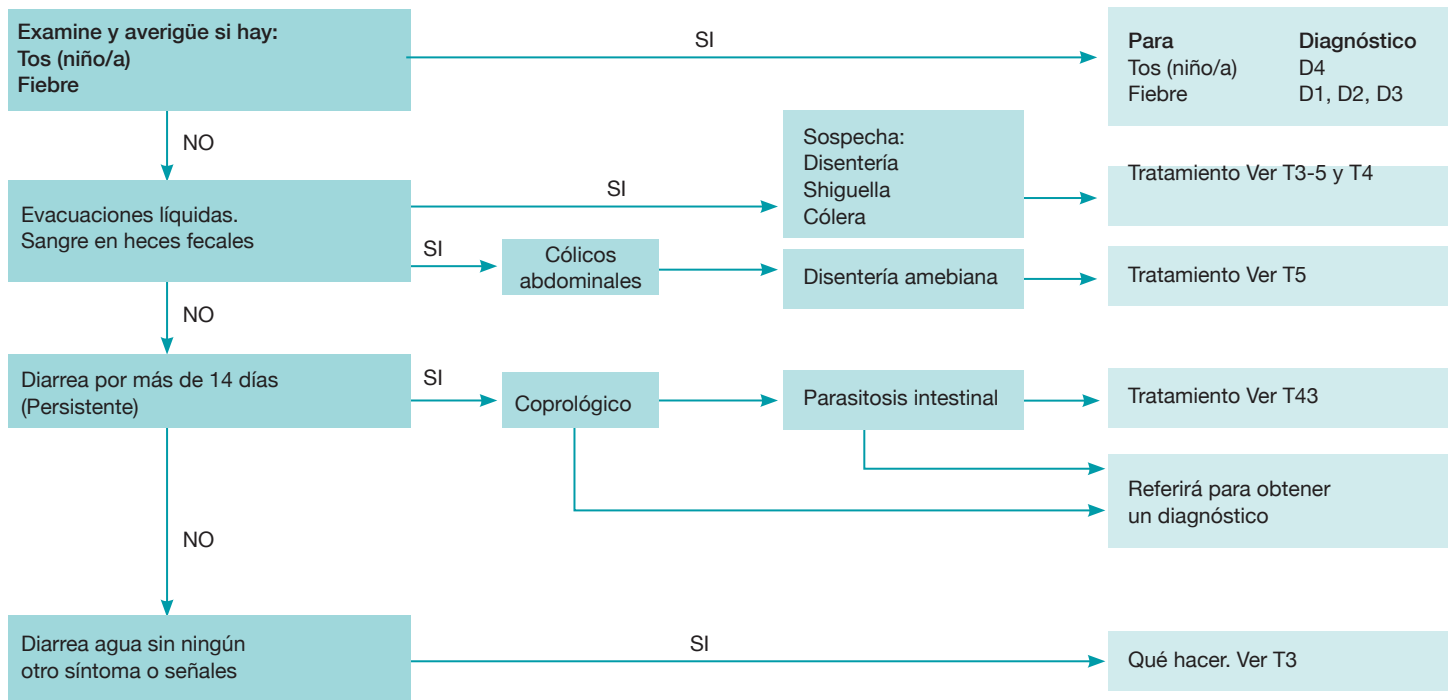 Examine y averigüe si hay:
Tos (niño/a)
Fiebre
SI
Para Diagnóstico
Tos (niño/a) D4
Fiebre D1, D2, D3
NO
Evacuaciones líquidas.
Sangre en heces fecales
SI
Sospecha:
Disentería
Shiguella
Cólera
Tratamiento Ver T3-5 y T4
SI
Cólicos
abdominales
Disentería amebiana
Tratamiento Ver T5
NO
Diarrea por más de 14 días
(Persistente)
SI
Coprológico
Parasitosis intestinal
Tratamiento Ver T43
Referirá para obtener
un diagnóstico
NO
Diarrea agua sin ningún
otro síntoma o señales
SI
Qué hacer. Ver T3